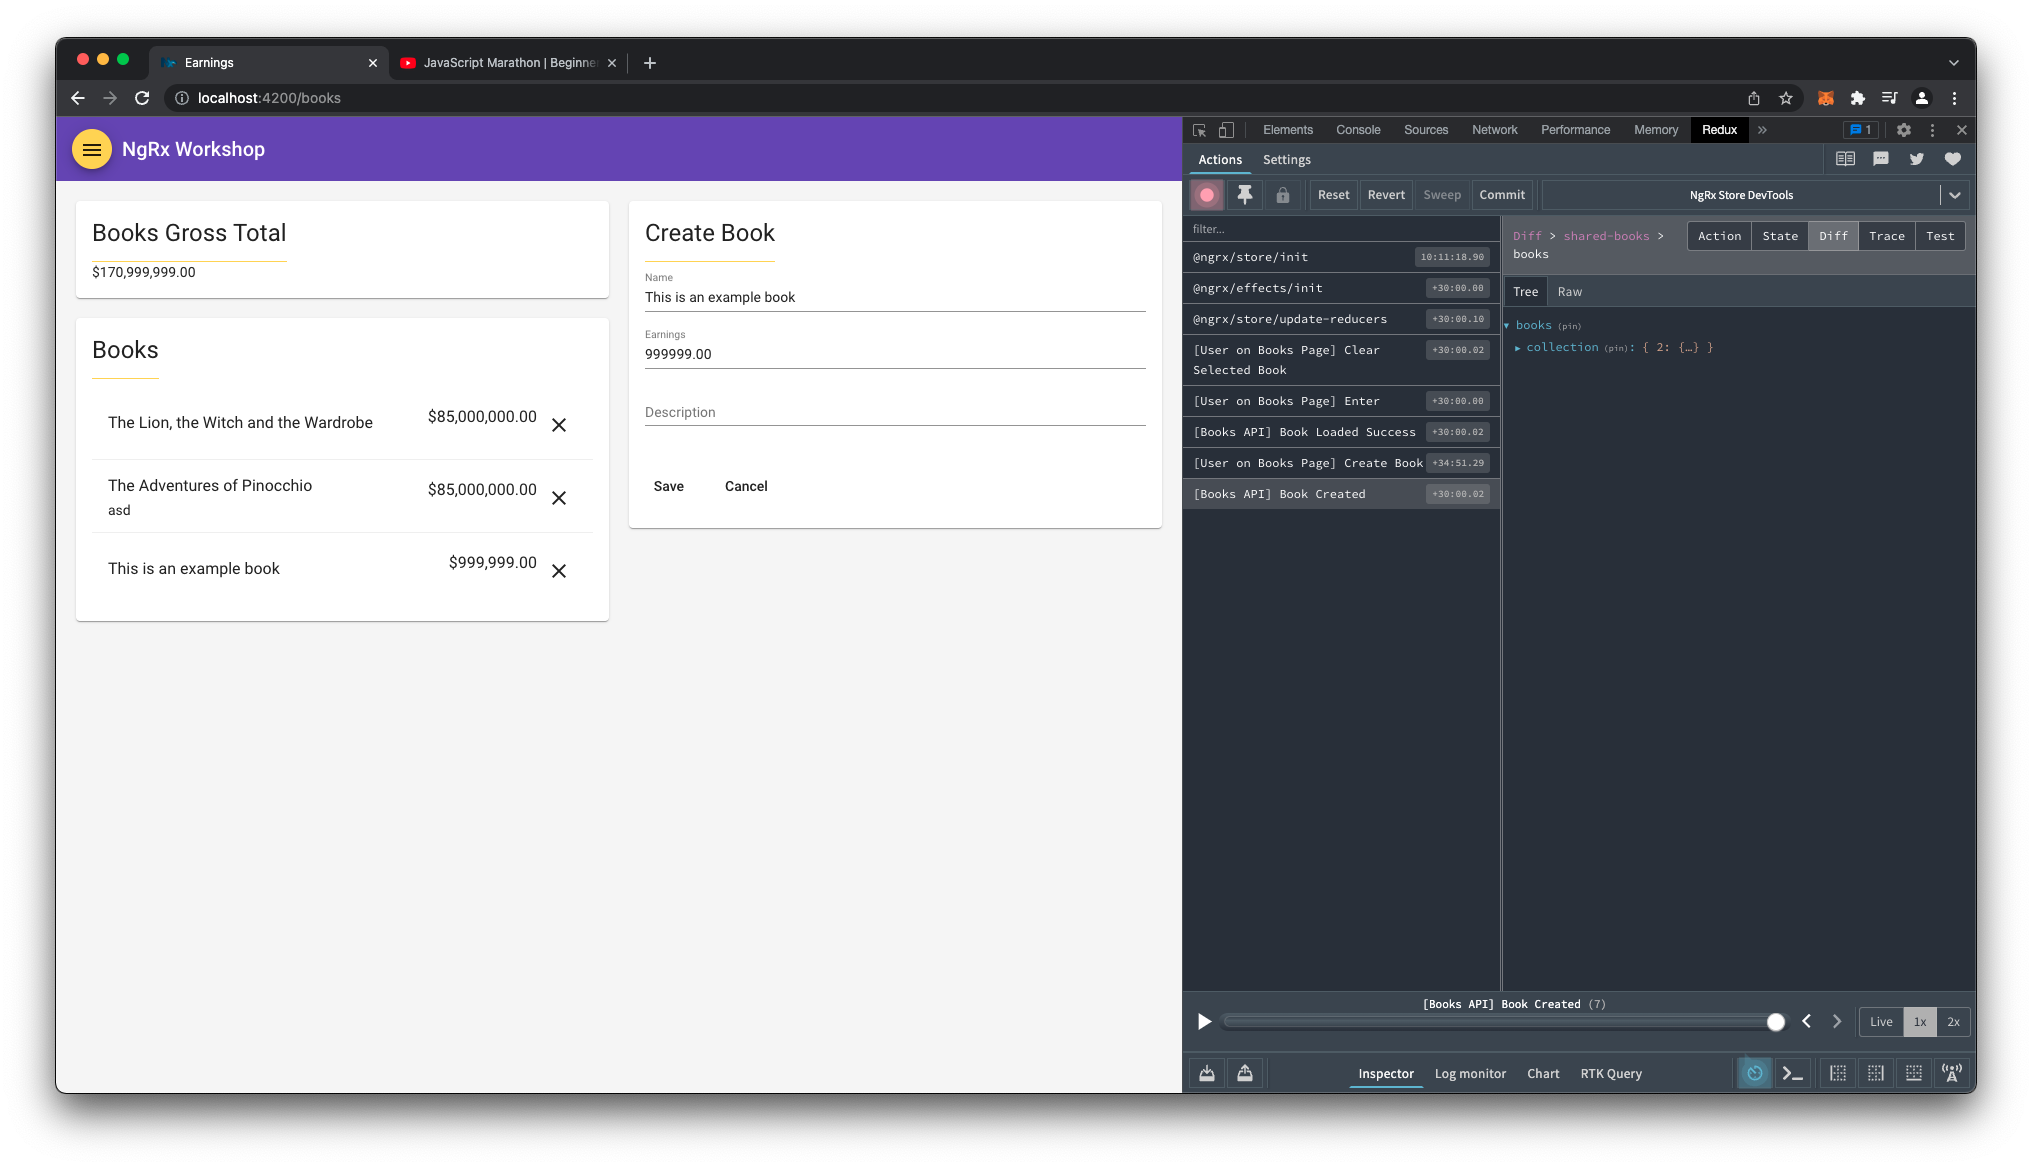 Earnings
JavaScript Marathon | Beginne
localhost:4200/books
NgRx Workshop
Books Gross Total
$170,999,999.00
Books
The Lion, the Witch and the Wardrobe $85,000,000.00
The Adventures of Pinocchio $85,000,000.00
asd
This is an example book $999,999.00
Create Book
Name
This is an example book
Earnings
999999.00
Description
Save Cancel
Elements Console Sources Network Performance Memory Redux » 1
Actions Settings
Reset Revert Sweep Commit NgRx Store DevTools
filter...
@ngrx/store/init 10:11:18.90
@ngrx/effects/init +30:00.00
@ngrx/store/update-reducers +30:00.10
[User on Books Page] Clear +30:00.02
Selected Book
[User on Books Page] Enter +30:00.00
[Books API] Book Loaded Success +30:00.02
[User on Books Page] Create Book +34:51.29
[Books API] Book Created +30:00.02
Diff > shared-books >
books
Action State Diff Trace Test
Tree Raw
books (pin)
collection (pin): { 2: {…} }
[Books API] Book Created (7)
Live 1x 2x
Inspector Log monitor Chart RTK Query